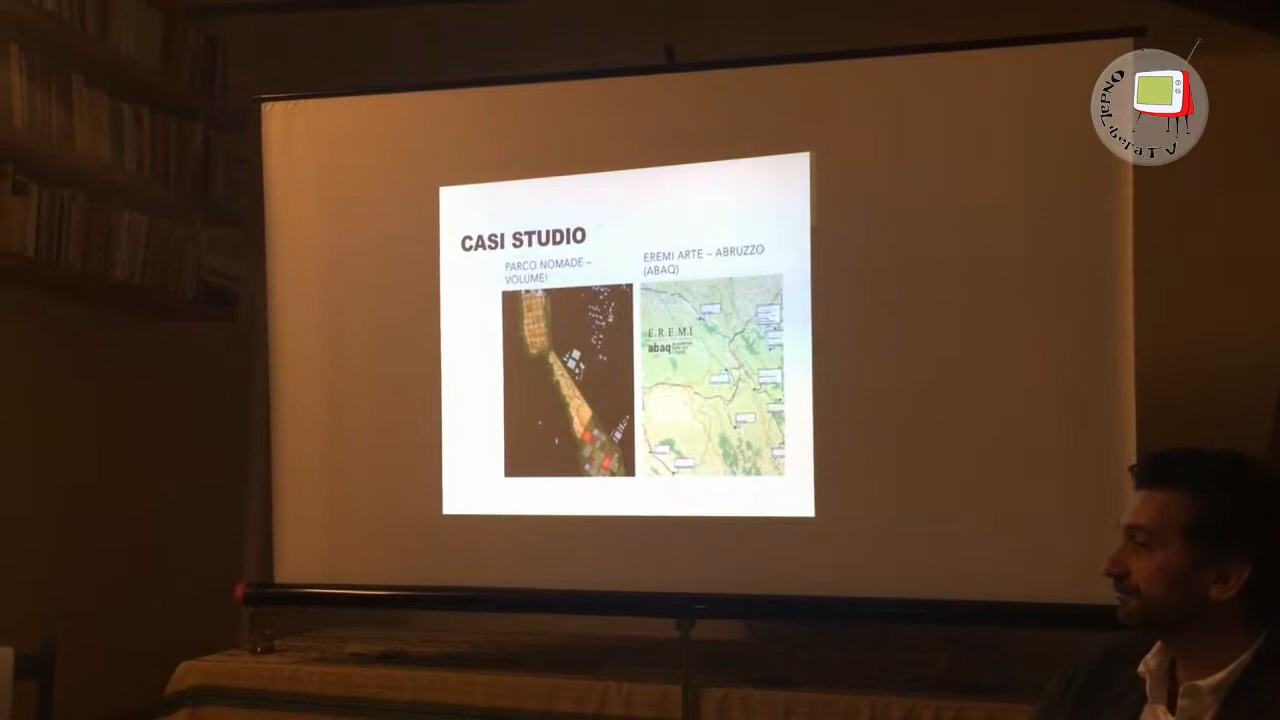 CASI STUDIO
PARCO NOMADE –
VOLUME!
EREMI ARTE – ABRUZZO
(ABAQ)
E.R.E.M.I
abaq
OndaLiberaTV